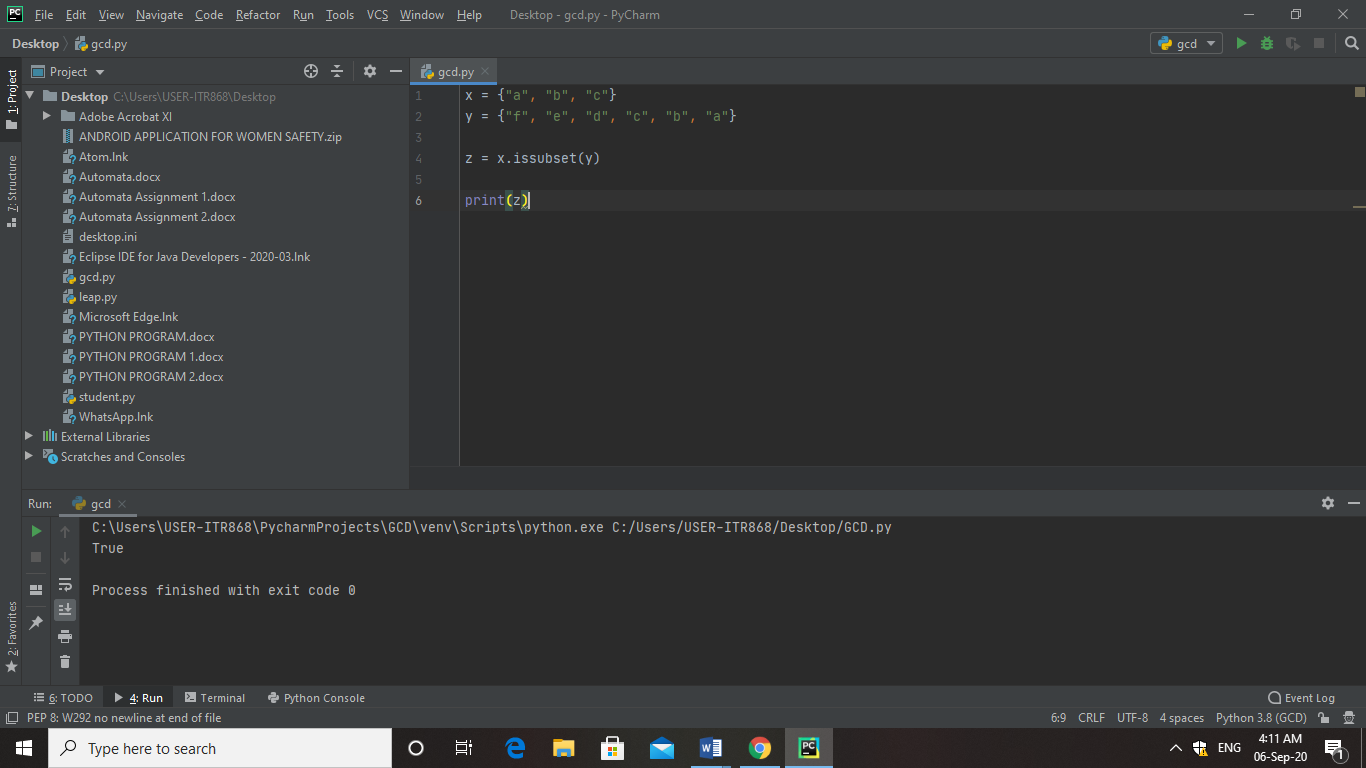 File Edit View Navigate Code Refactor Run Tools VCS Window Help Desktop - gcd.py - PyCharm
Desktop gcd.py gcd
1: Project
7: Structure
2: Favorites
Project
Desktop C:\Users\USER-ITR868\Desktop
Adobe Acrobat XI
ANDROID APPLICATION FOR WOMEN SAFETY.zip
Atom.lnk
Automata.docx
Automata Assignment 1.docx
Automata Assignment 2.docx
desktop.ini
Eclipse IDE for Java Developers - 2020-03.lnk
gcd.py
leap.py
Microsoft Edge.lnk
PYTHON PROGRAM.docx
PYTHON PROGRAM 1.docx
PYTHON PROGRAM 2.docx
student.py
WhatsApp.lnk
External Libraries
Scratches and Consoles
gcd.py
1 x = {"a", "b", "c"}
2 y = {"f", "e", "d", "c", "b", "a"}
3
4 z = x.issubset(y)
5
6 print(z)
Run: gcd
C:\Users\USER-ITR868\PycharmProjects\GCD\venv\Scripts\python.exe C:/Users/USER-ITR868/Desktop/GCD.py
True
Process finished with exit code 0
6: TODO 4: Run Terminal Python Console Event Log
PEP 8: W292 no newline at end of file 6:9 CRLF UTF-8 4 spaces Python 3.8 (GCD)
Type here to search ENG 4:11 AM
06-Sep-20 1